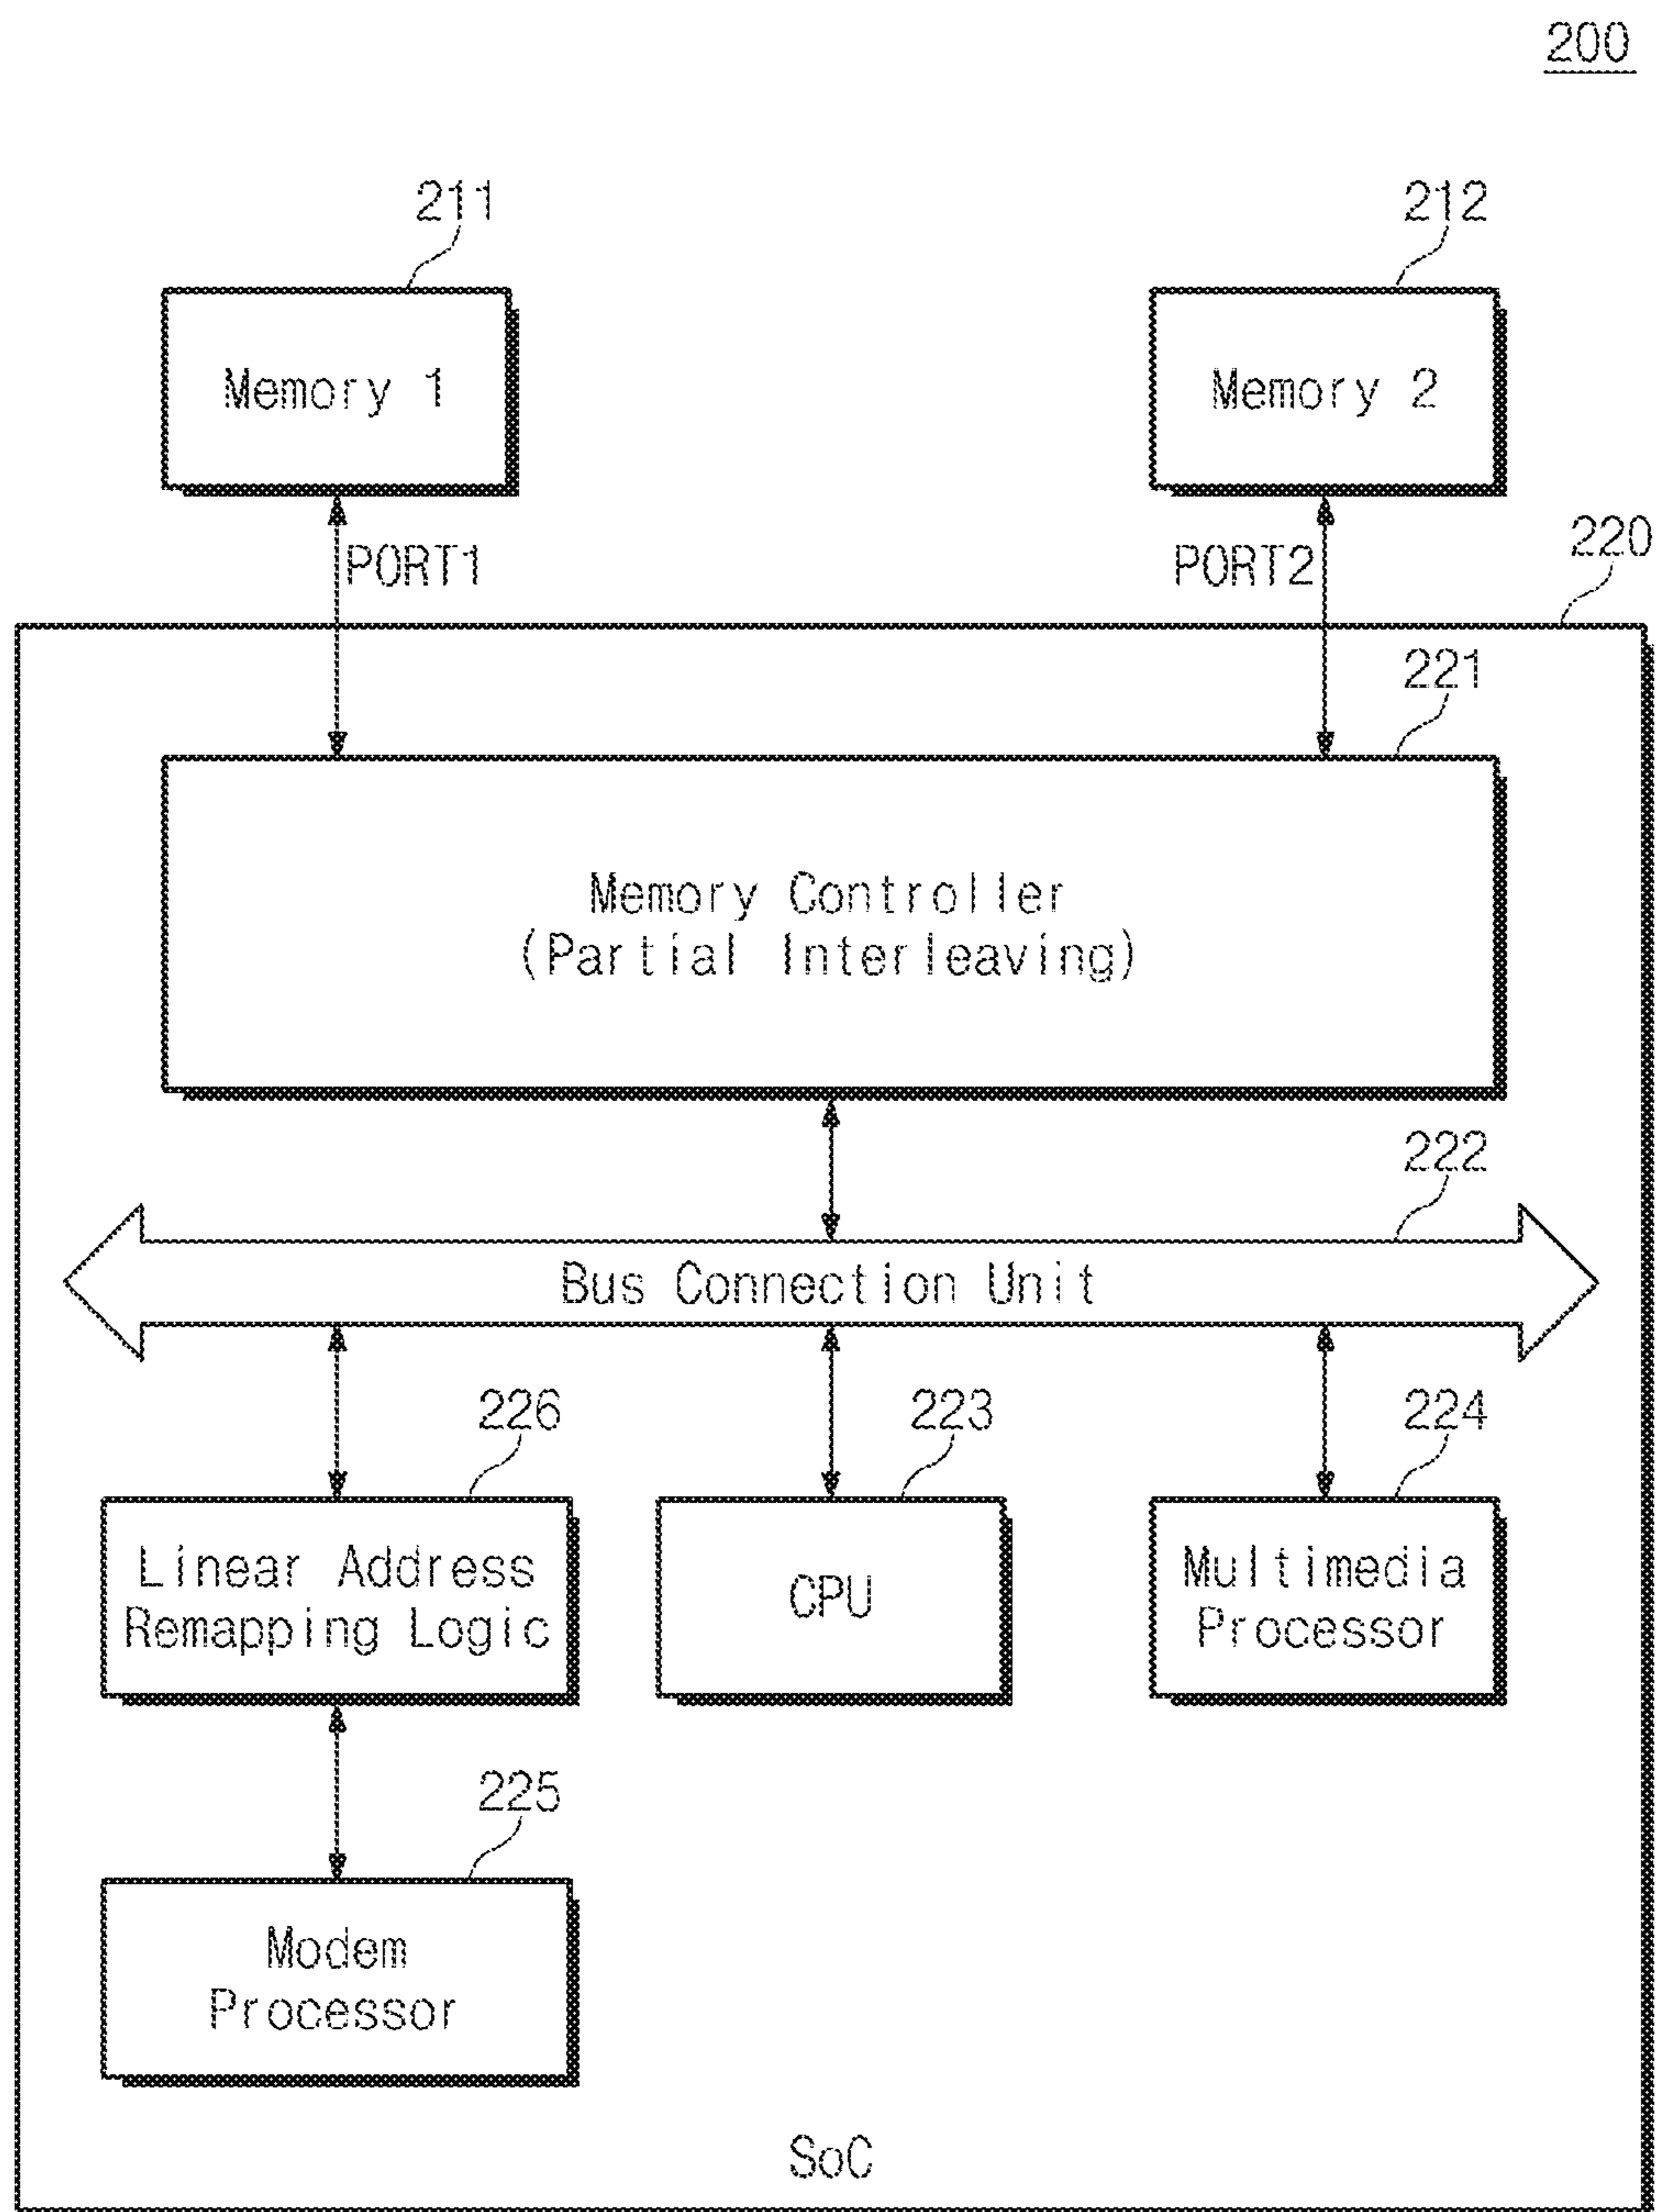 200
211
212
Memory 1
Memory 2
PORT1
PORT2
220
221
Memory Controller
(Partial Interleaving)
222
Bus Connection Unit
226
223
224
Linear Address
Remapping Logic
CPU
Multimedia
Processor
225
Modem
Processor
SoC